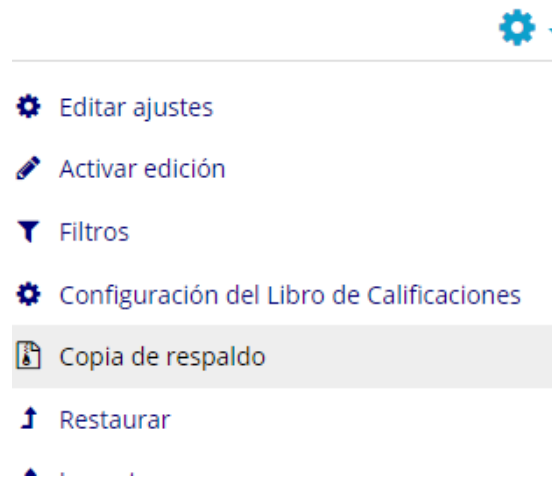 Editar ajustes
Activar edición
Filtros
Configuración del Libro de Calificaciones
Copia de respaldo
Restaurar